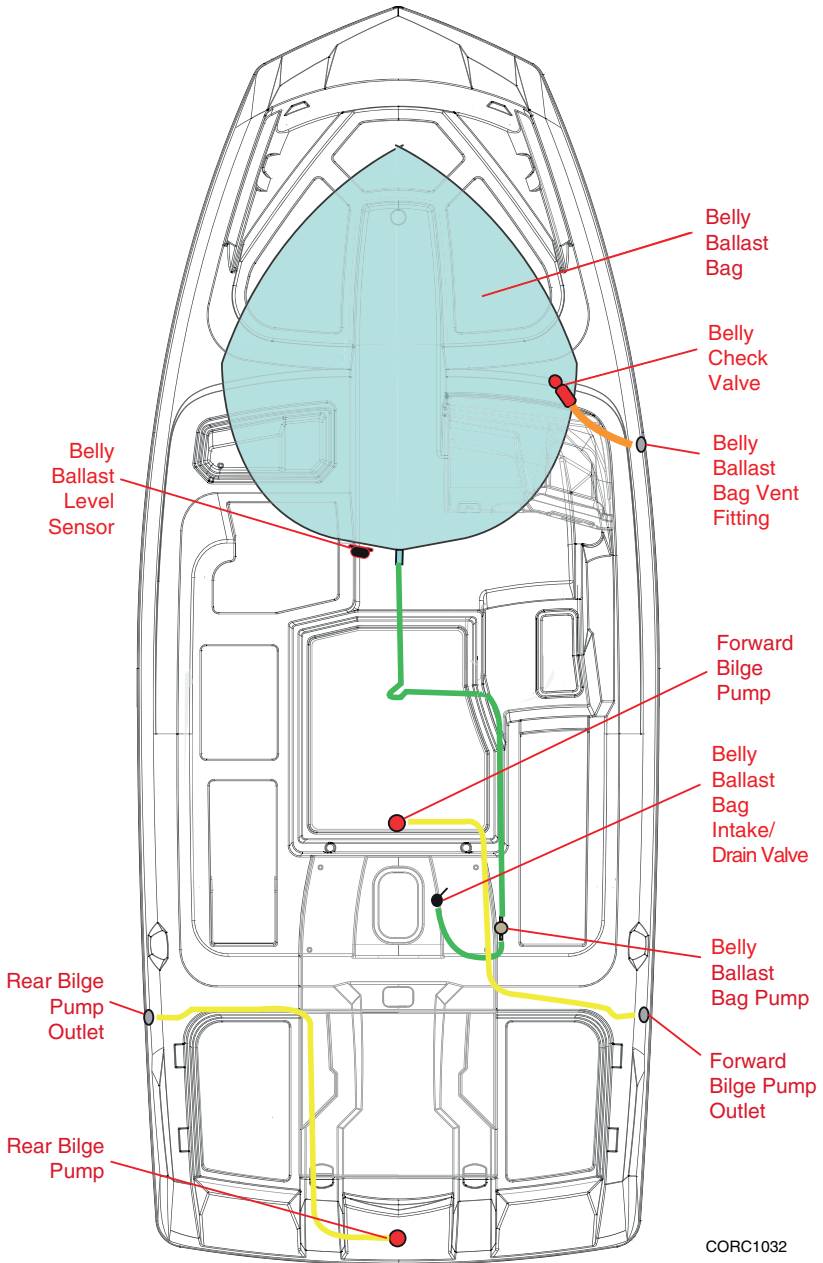 Belly
Ballast
Bag
Belly
Check
Valve
Belly
Ballast
Bag Vent
Fitting
Belly
Ballast
Level
Sensor
Forward
Bilge
Pump
Belly
Ballast
Bag
Intake/
Drain Valve
Belly
Ballast
Bag Pump
Rear Bilge
Pump
Outlet
Forward
Bilge Pump
Outlet
Rear Bilge
Pump
CORC1032